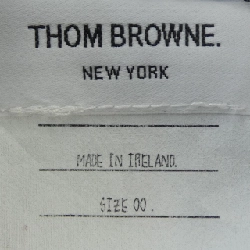 THOM BROWNE.
NEW YORK
MADE IN IRELAND.
SIZE 00.